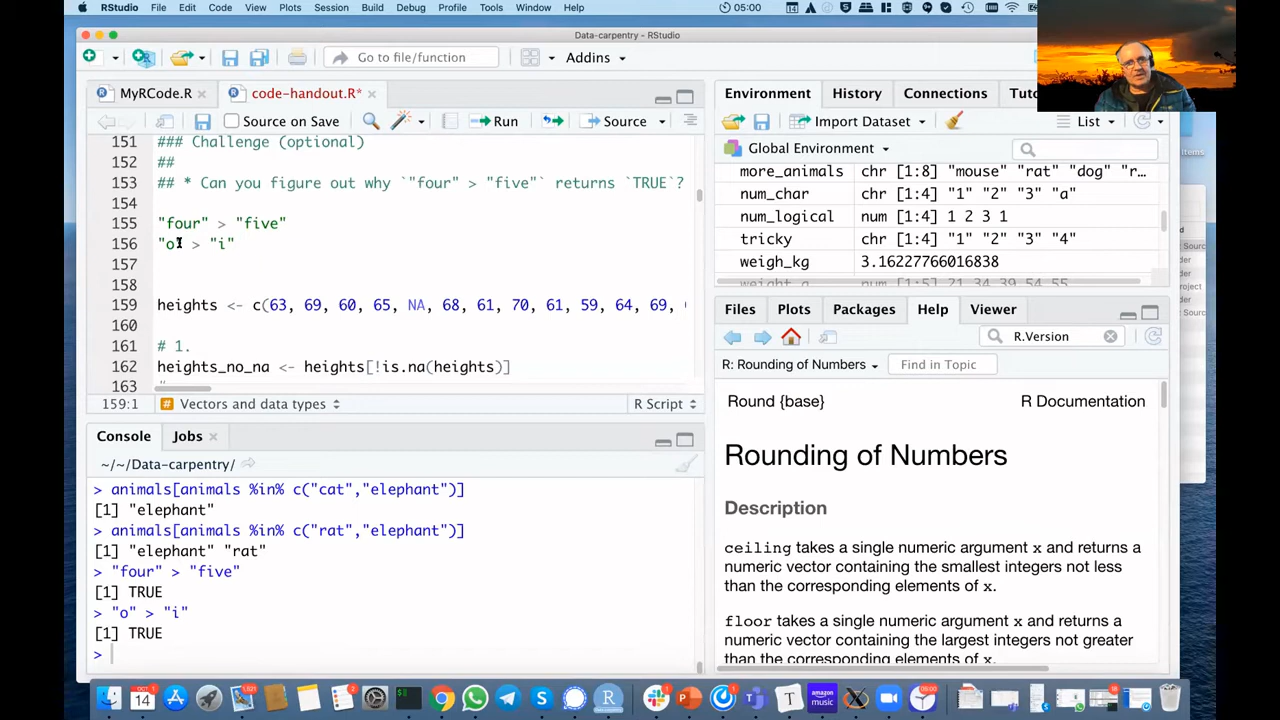 RStudio File Edit Code View Plots Session Build Debug Profile Tools Window Help 05:00
Data-carpentry - RStudio
Go to file/function Addins
MyRCode.R code-handout.R*
Source on Save Run Source
151 ### Challenge (optional)
152 ##
153 ## * Can you figure out why `"four" > "five"` returns `TRUE`?
154
155 "four" > "five"
156 "o" > "i"
157
158
159 heights <- c(63, 69, 60, 65, NA, 68, 61, 70, 61, 59, 64, 69,
160
161 # 1.
162 heights_no_na <- heights[!is.na(heights)]
163
159:1 Vectors and data types R Script
Console Jobs
~/~/Data-carpentry/
> animals[animals %in% c("cat","elephant")]
[1] "elephant"
> animals[animals %in% c("rat","elephant")]
[1] "elephant" "rat"
> "four" > "five"
[1] TRUE
> "o" > "i"
[1] TRUE
>
Environment History Connections
Import Dataset List
Global Environment
more_animals chr [1:8] "mouse" "rat" "dog" "r...
num_char chr [1:4] "1" "2" "3" "a"
num_logical num [1:4] 1 2 3 1
tricky chr [1:4] "1" "2" "3" "4"
weigh_kg 3.16227766016838
Files Plots Packages Help Viewer
R.Version
R: Rounding of Numbers Find in Topic
Round {base} R Documentation
Rounding of Numbers
Description
ceiling takes a single numeric argument x and returns a
numeric vector containing the smallest integers not less
than the corresponding elements of x.
floor takes a single numeric argument x and returns a
numeric vector containing the largest integers not greater
than the corresponding elements of x.